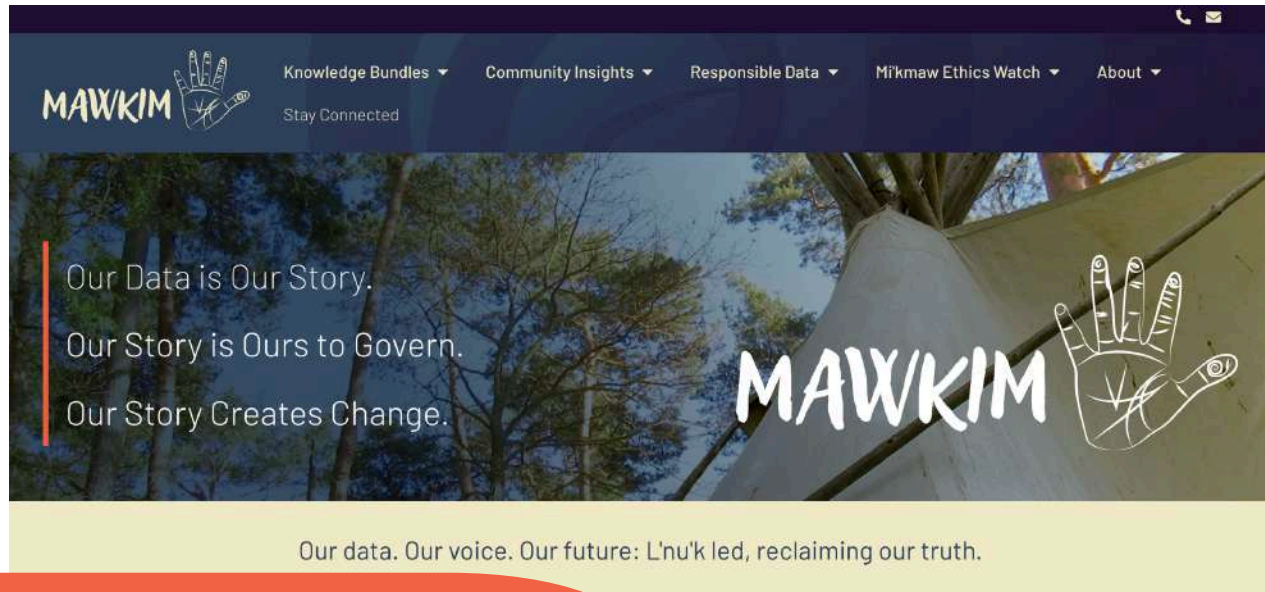 MAWKIM
Knowledge Bundles
Community Insights
Responsible Data
Mi'kmaw Ethics Watch
About
Stay Connected
Our Data is Our Story.
Our Story is Ours to Govern.
Our Story Creates Change.
MAWKIM
Our data. Our voice. Our future: L'nu'k led, reclaiming our truth.